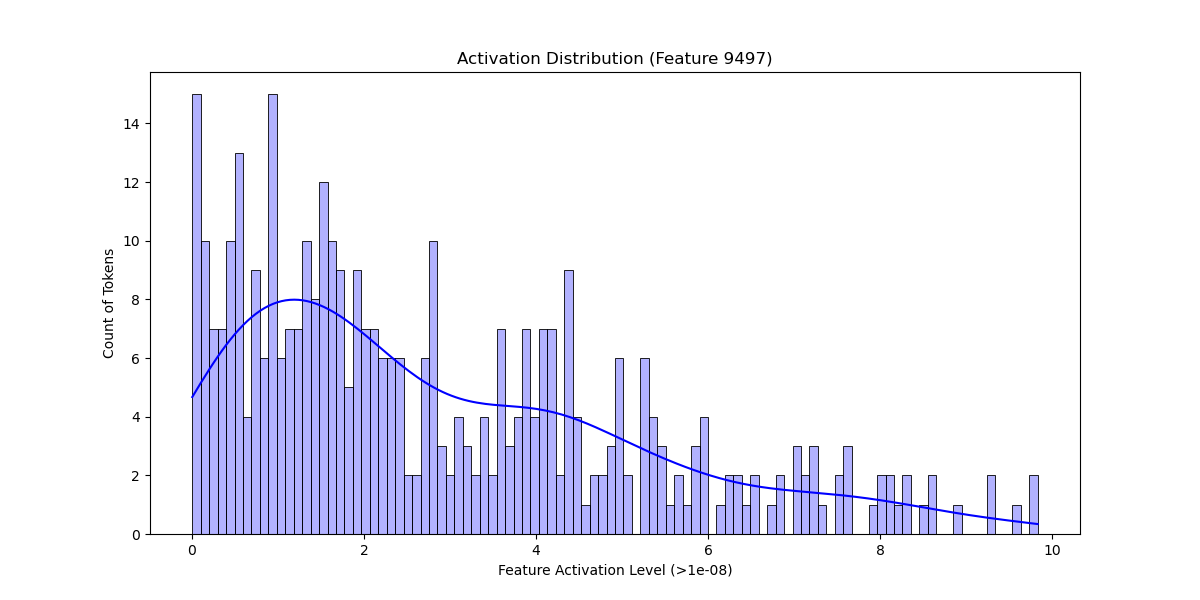 Activation Distribution (Feature 9497)
Count of Tokens
14
12
10
8
6
4
2
0
0 2 4 6 8 10
Feature Activation Level (>1e-08)